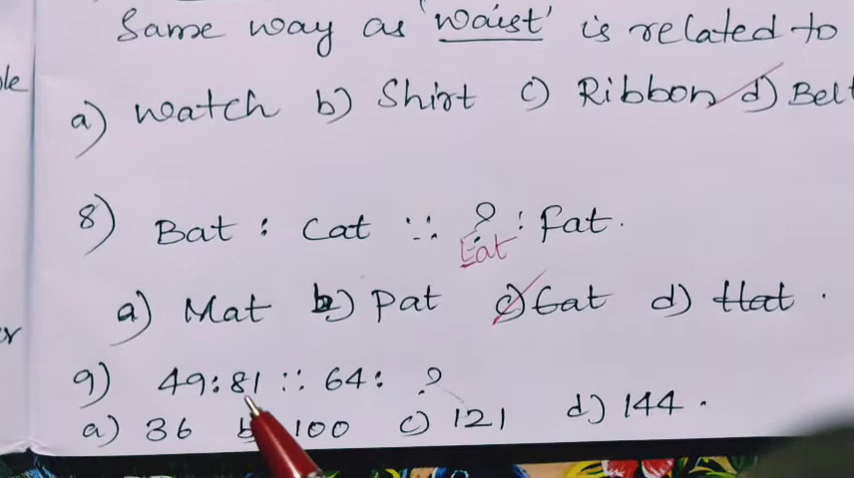 Same way as 'waist' is related to
a) watch b) Shirt c) Ribbon d) Belt
8) Bat : Cat :: ? : fat.
Eat
a) Mat b) Pat c) Eat d) Hat .
9) 49:81 :: 64: ?
a) 36 b 100 c) 121 d) 144 .